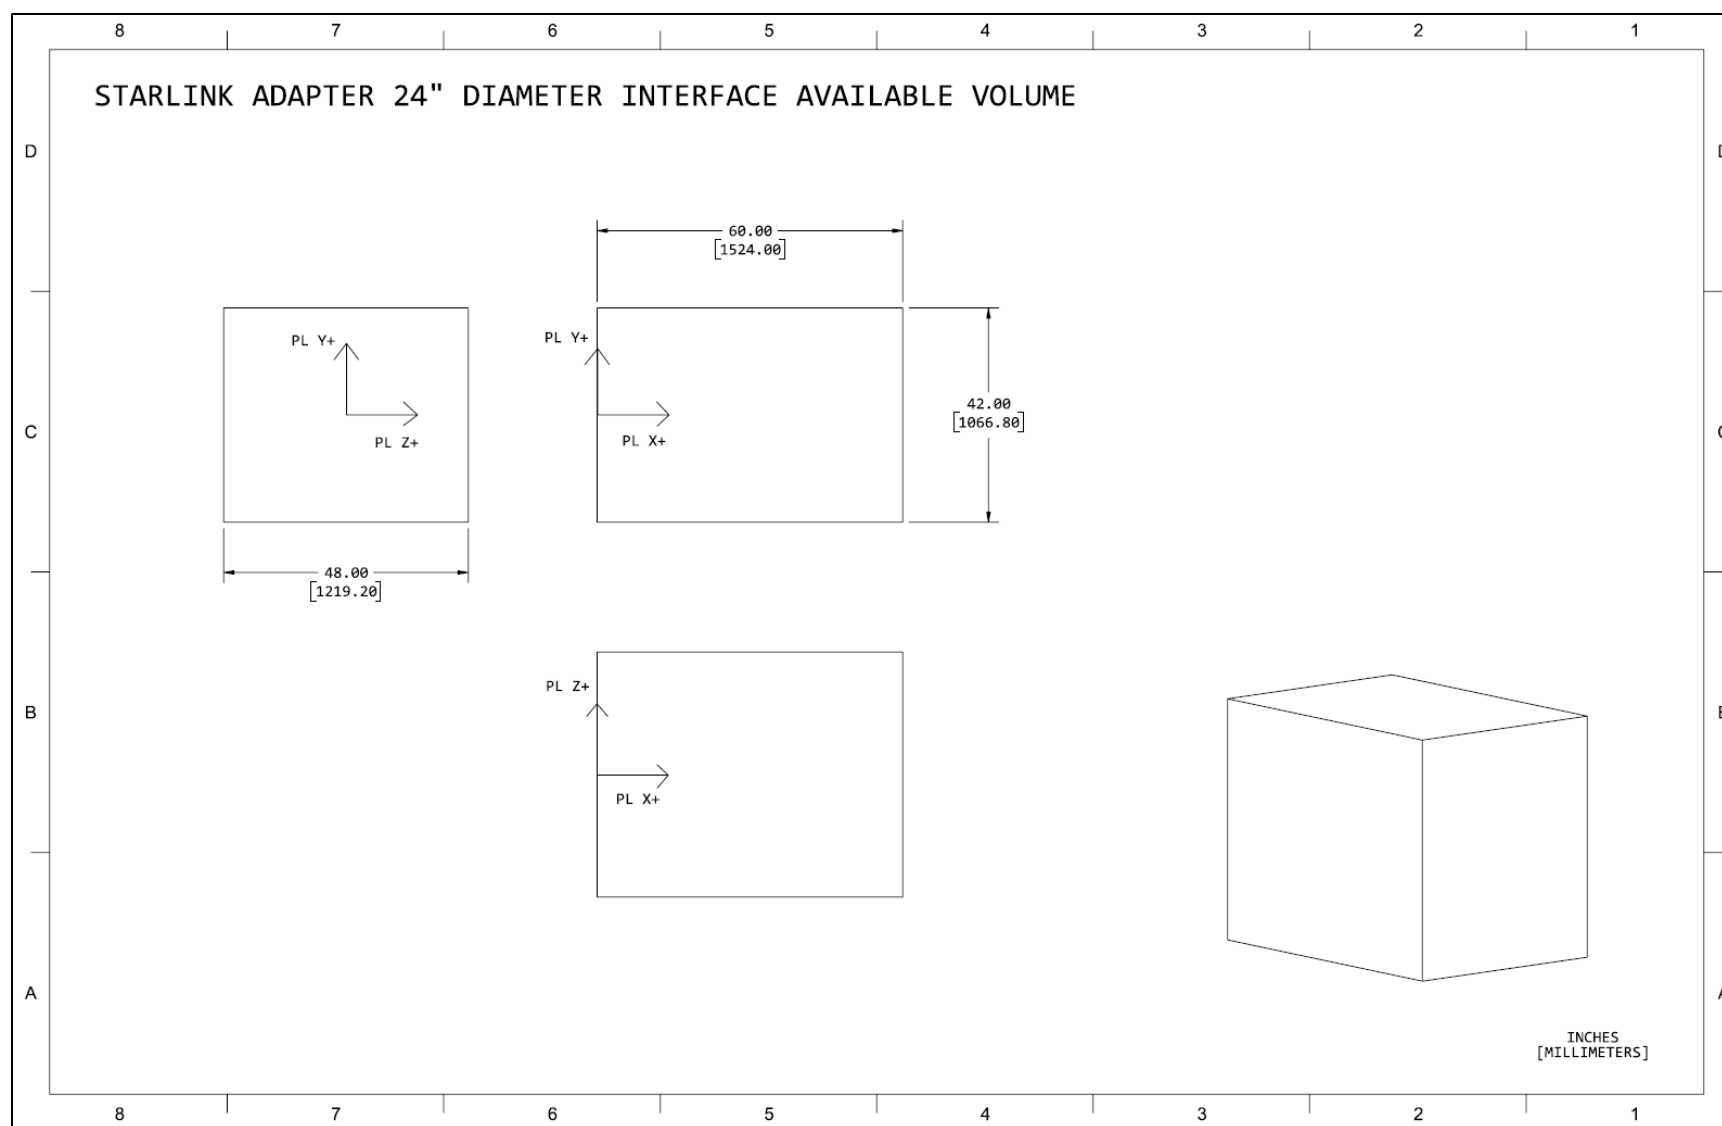 8 7 6 5 4 3 2 1
STARLINK ADAPTER 24" DIAMETER INTERFACE AVAILABLE VOLUME
D
60.00
[1524.00]
PL Y+
PL Z+
PL Y+
PL X+
42.00
[1066.80]
C
48.00
[1219.20]
PL Z+
PL X+
B
A
INCHES
[MILLIMETERS]
8 7 6 5 4 3 2 1